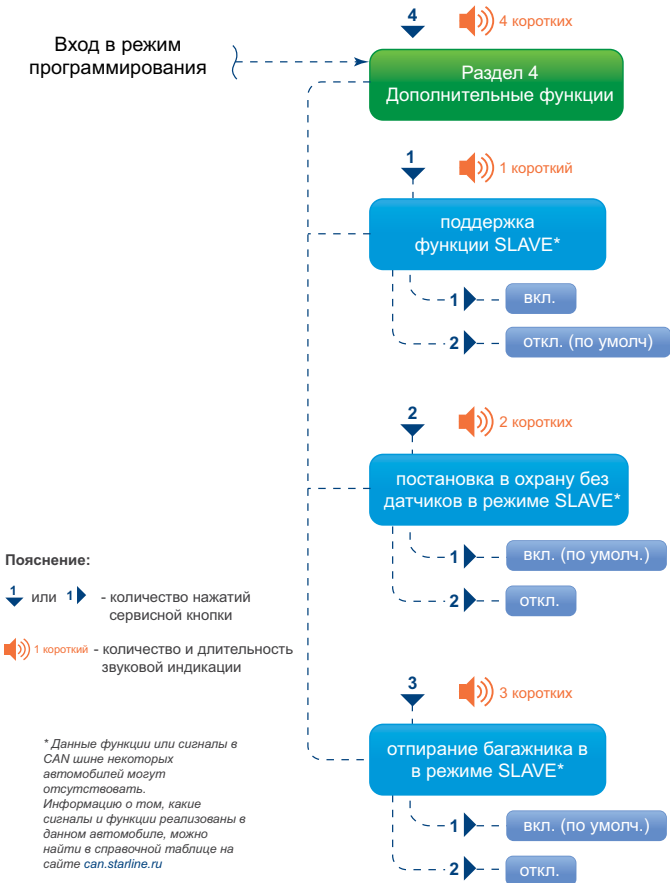 4
4 коротких
Вход в режим
программирования
Раздел 4
Дополнительные функции
1
1 короткий
поддержка
функции SLAVE*
1
вкл.
2
откл. (по умолч)
2
2 коротких
постановка в охрану без
датчиков в режиме SLAVE*
1
вкл. (по умолч.)
2
откл.
Пояснение:
1 или 1 - количество нажатий
сервисной кнопки
1 короткий - количество и длительность
звуковой индикации
3
3 коротких
отпирание багажника в
в режиме SLAVE*
1
вкл. (по умолч.)
2
откл.
* Данные функции или сигналы в
CAN шине некоторых
автомобилей могут
отсутствовать.
Информацию о том, какие
сигналы и функции реализованы в
данном автомобиле, можно
найти в справочной таблице на
сайте can.starline.ru